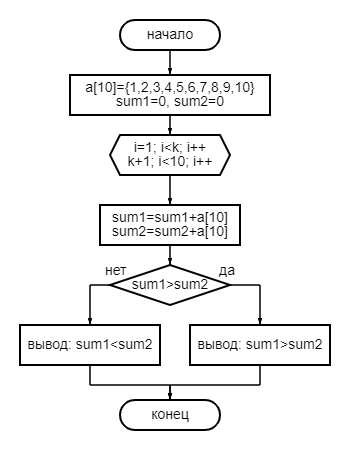 начало
a[10]={1,2,3,4,5,6,7,8,9,10}
sum1=0, sum2=0
i=1; i<k; i++
k+1; i<10; i++
sum1=sum1+a[10]
sum2=sum2+a[10]
нет
да
sum1>sum2
вывод: sum1<sum2
вывод: sum1>sum2
конец